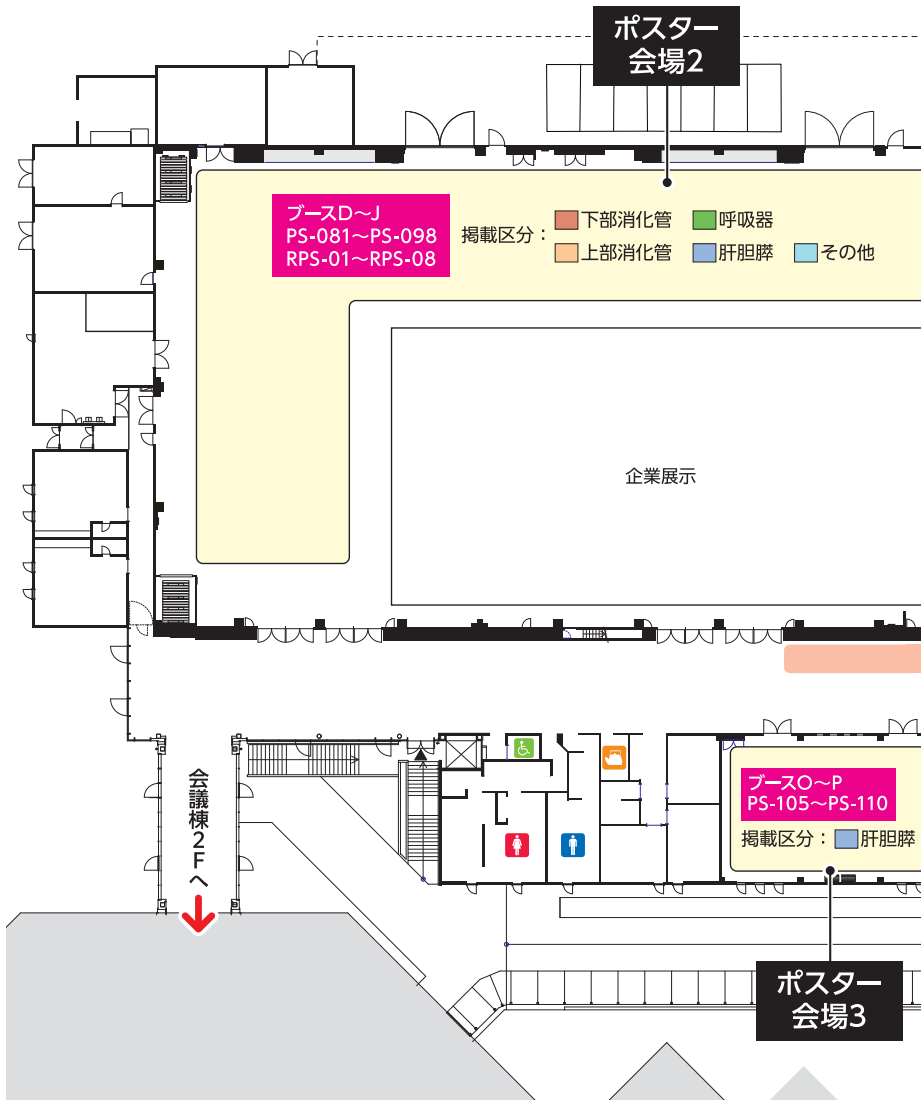 ポスター
会場2
ブースD～J
PS-081～PS-098
RPS-01～RPS-08
掲載区分：
下部消化管
呼吸器
上部消化管
肝胆膵
その他
企業展示
会議棟2Fへ
ブースO～P
PS-105～PS-110
掲載区分：
肝胆膵
ポスター
会場3